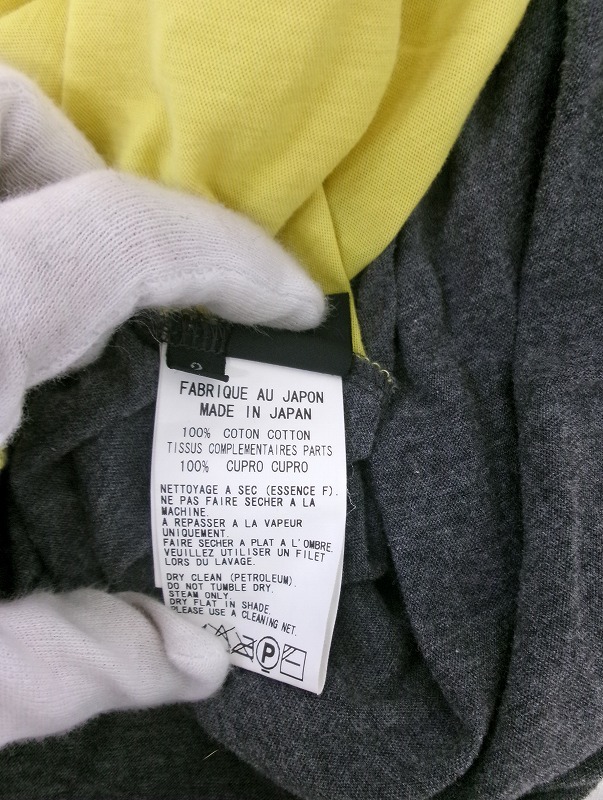 FABRIQUE AU JAPON
MADE IN JAPAN
100% COTON COTTON
TISSUS COMPLEMENTAIRES PARTS
100% CUPRO CUPRO
NETTOYAGE A SEC (ESSENCE F).
NE PAS FAIRE SECHER A LA
MACHINE.
A REPASSER A LA VAPEUR
UNIQUEMENT.
FAIRE SECHER A PLAT A L'OMBRE.
VEUILLEZ UTILISER UN FILET
LORS DU LAVAGE.
DRY CLEAN (PETROLEUM).
DO NOT TUMBLE DRY.
STEAM ONLY.
DRY FLAT IN SHADE.
PLEASE USE A CLEANING NET.
P